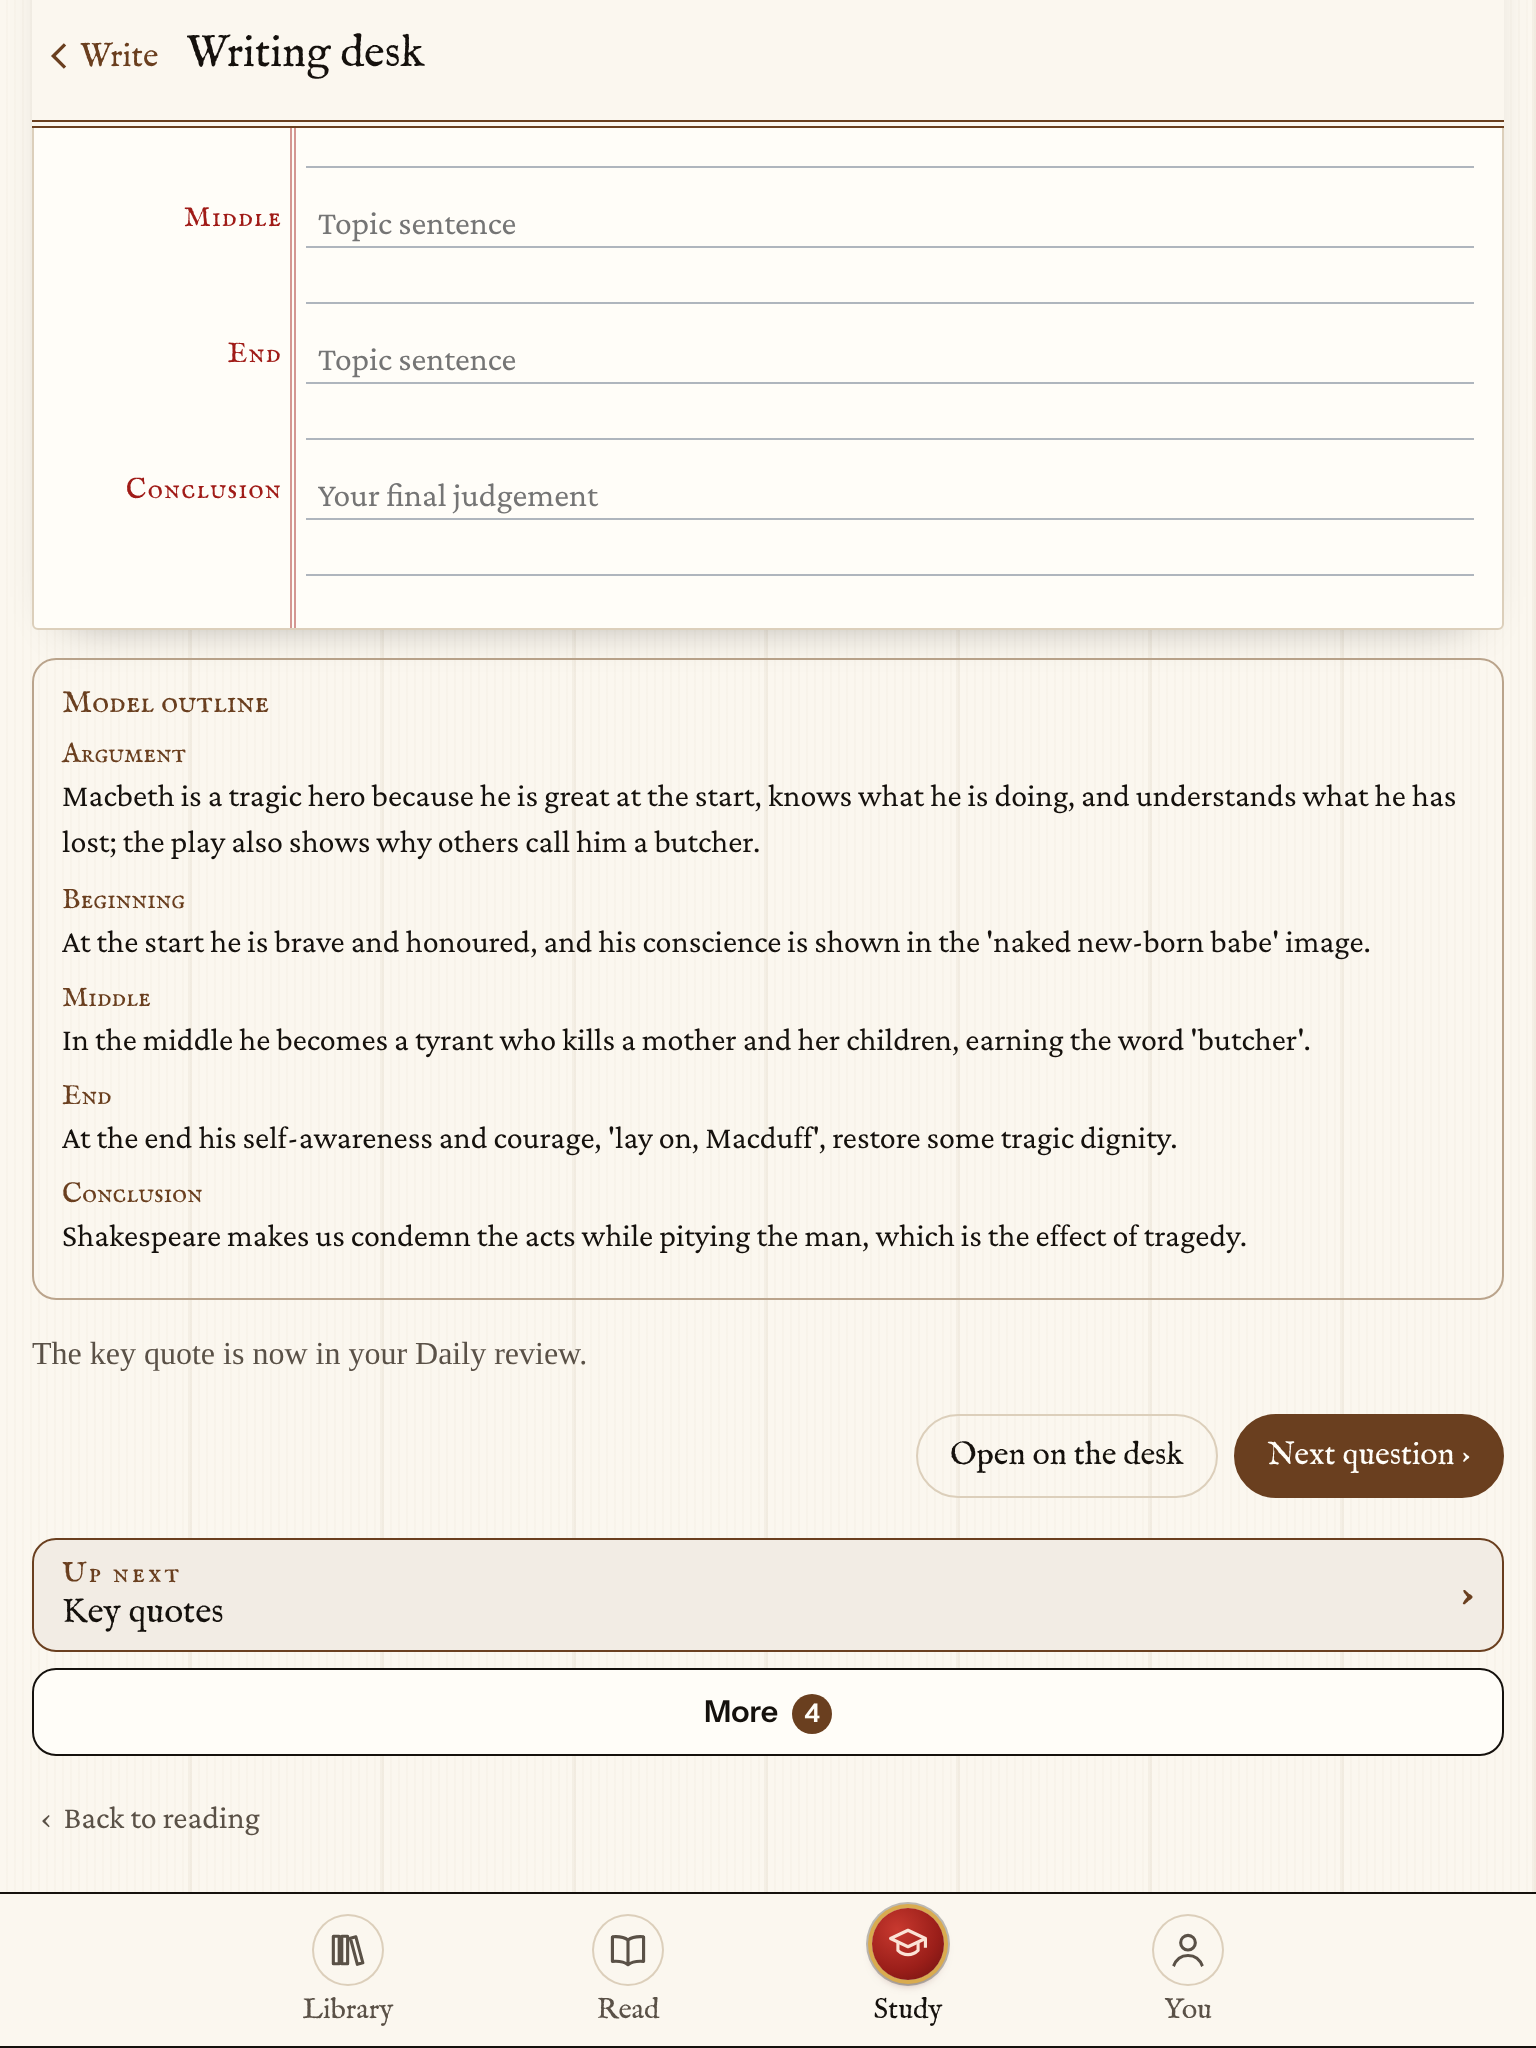 Write Writing desk
Middle Topic sentence
End Topic sentence
Conclusion Your final judgement
Model outline
Argument
Macbeth is a tragic hero because he is great at the start, knows what he is doing, and understands what he has
lost; the play also shows why others call him a butcher.
Beginning
At the start he is brave and honoured, and his conscience is shown in the 'naked new-born babe' image.
Middle
In the middle he becomes a tyrant who kills a mother and her children, earning the word 'butcher'.
End
At the end his self-awareness and courage, 'lay on, Macduff', restore some tragic dignity.
Conclusion
Shakespeare makes us condemn the acts while pitying the man, which is the effect of tragedy.
The key quote is now in your Daily review.
Open on the desk Next question ›
Up next
Key quotes ›
More 4
‹ Back to reading
Library Read Study You